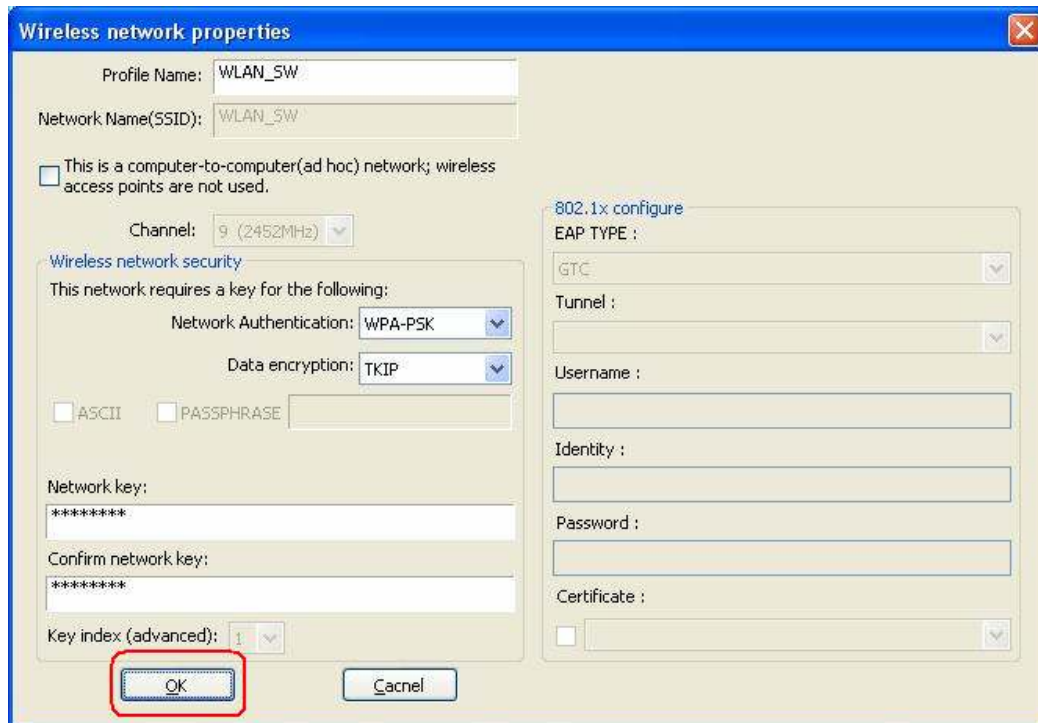 Wireless network properties
Profile Name: WLAN_SW
Network Name(SSID): WLAN_SW
This is a computer-to-computer(ad hoc) network; wireless
access points are not used.
Channel: 9 (2452MHz)
Wireless network security
This network requires a key for the following:
Network Authentication: WPA-PSK
Data encryption: TKIP
ASCII PASSPHRASE
Network key:
********
Confirm network key:
********
Key index (advanced): 1
802.1x configure
EAP TYPE :
GTC
Tunnel :
Username :
Identity :
Password :
Certificate :
OK Cacnel